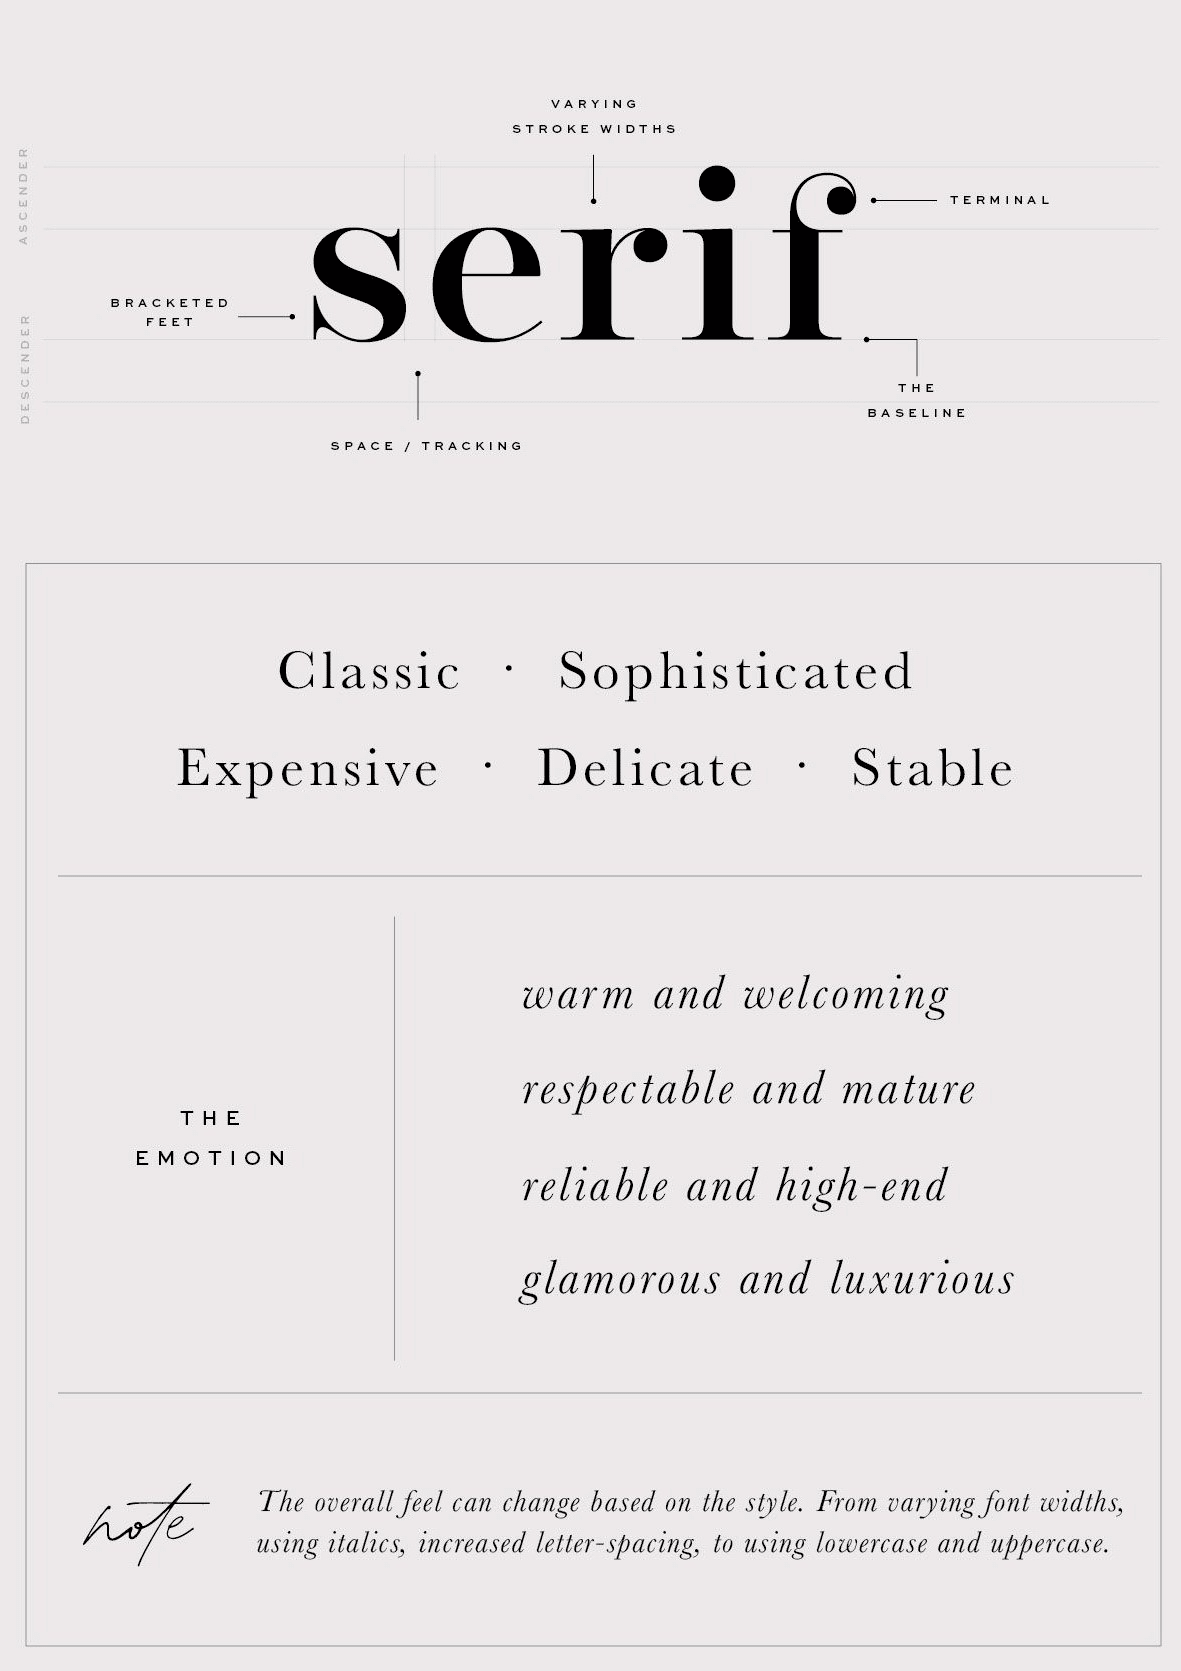 VARYING
STROKE WIDTHS
ASCENDER
serif
TERMINAL
BRACKETED
FEET
DESCENDER
THE
BASELINE
SPACE / TRACKING
Classic · Sophisticated
Expensive · Delicate · Stable
THE
EMOTION
warm and welcoming
respectable and mature
reliable and high-end
glamorous and luxurious
note
The overall feel can change based on the style. From varying font widths,
using italics, increased letter-spacing, to using lowercase and uppercase.